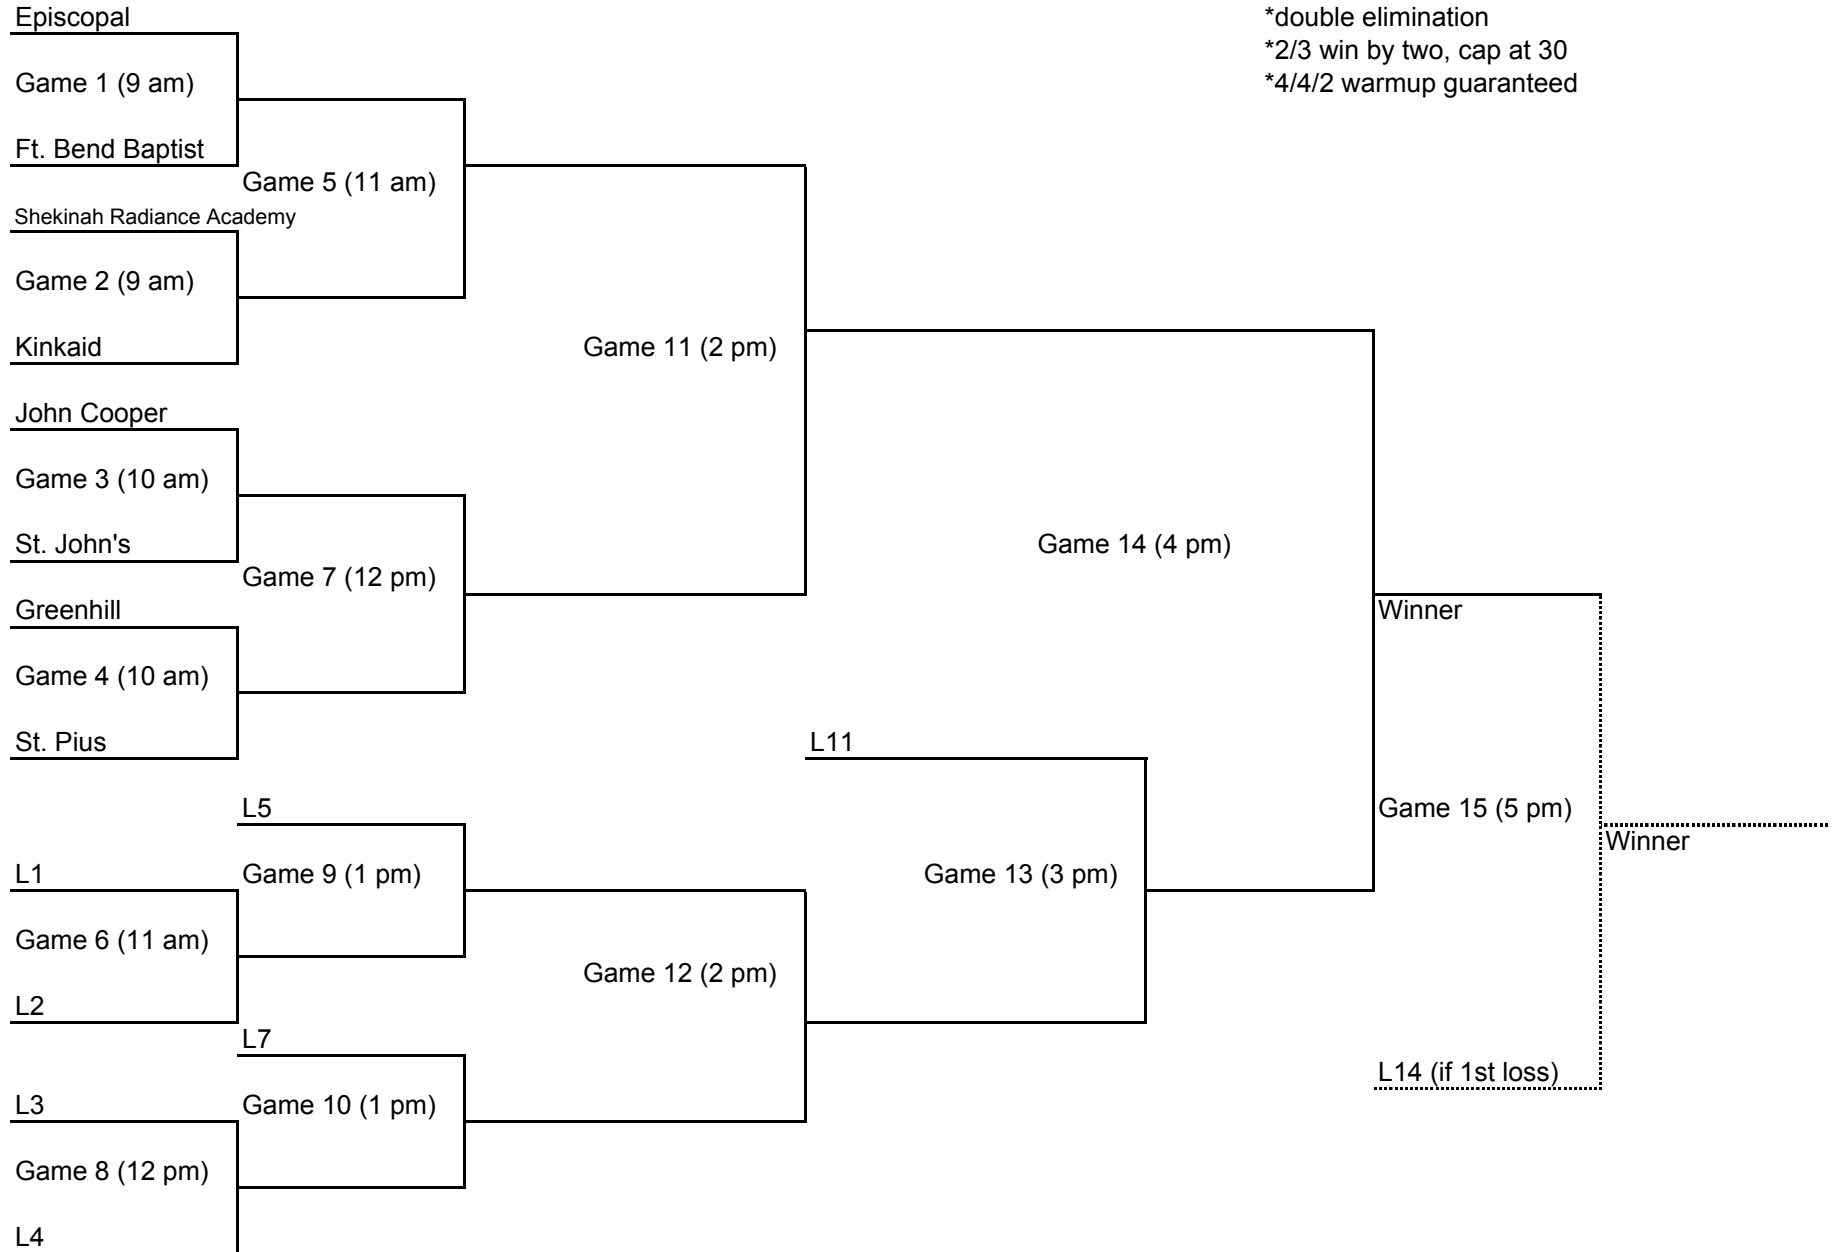 Episcopal
*double elimination
*2/3 win by two, cap at 30
Game 1 (9 am)
*4/4/2 warmup guaranteed
Ft. Bend Baptist
Game 5 (11 am)
Shekinah Radiance Academy
Game 2 (9 am)
Kinkaid
Game 11 (2 pm)
John Cooper
Game 3 (10 am)
St. John's
Game 14 (4 pm)
Game 7 (12 pm)
Greenhill
Winner
Game 4 (10 am)
St. Pius
L11
L5
Game 15 (5 pm)
Winner
L1
Game 9 (1 pm)
Game 13 (3 pm)
Game 6 (11 am)
Game 12 (2 pm)
L2
L7
L14 (if 1st loss)
L3
Game 10 (1 pm)
Game 8 (12 pm)
L4